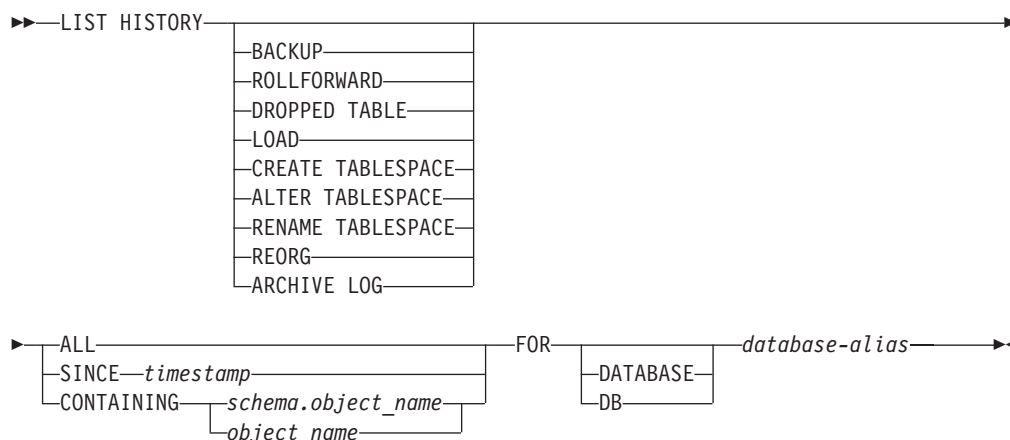 LIST HISTORY
BACKUP
ROLLFORWARD
DROPPED TABLE
LOAD
CREATE TABLESPACE
ALTER TABLESPACE
RENAME TABLESPACE
REORG
ARCHIVE LOG
ALL FOR database-alias
SINCE timestamp DATABASE
CONTAINING schema.object_name DB
object_name